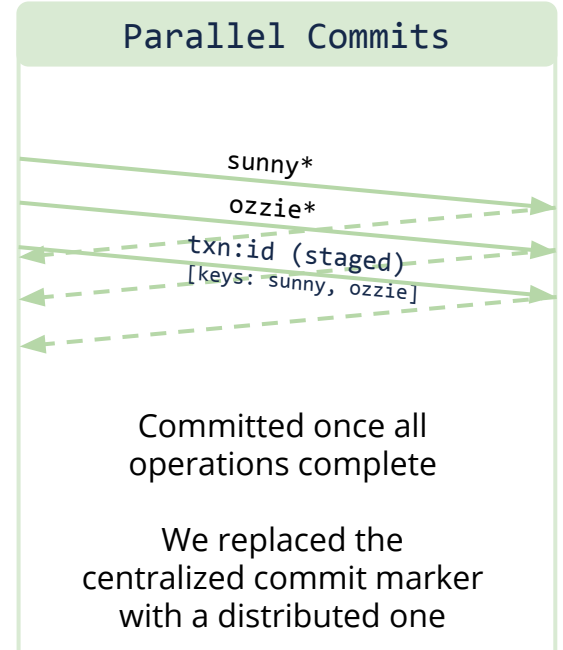 Parallel Commits
sunny*
ozzie*
txn:id (staged)
[keys: sunny, ozzie]
Committed once all
operations complete
We replaced the
centralized commit marker
with a distributed one